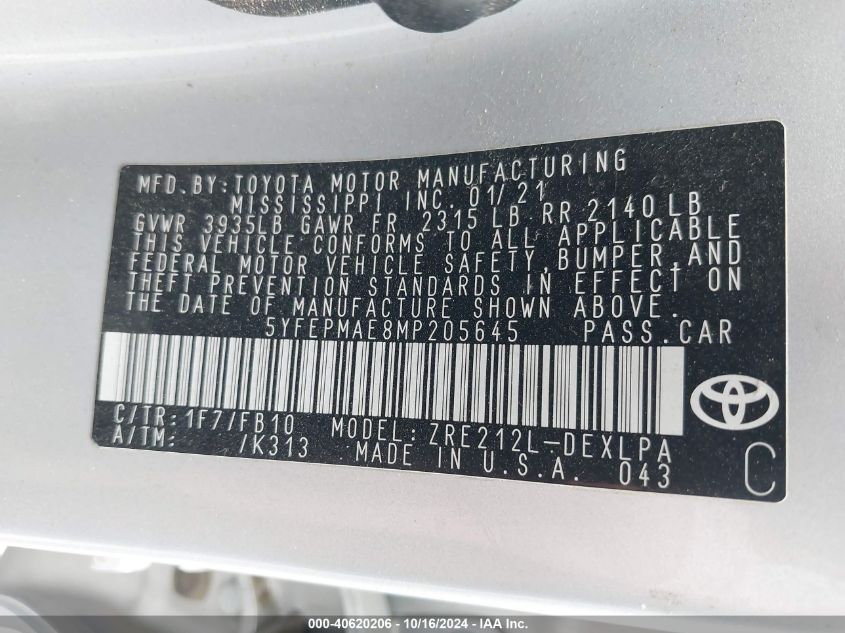 MFD. BY: TOYOTA MOTOR MANUFACTURING
MISSISSIPPI INC. 01/21
GVWR 3935LB GAWR FR 2315 LB RR 2140 LB
THIS VEHICLE CONFORMS TO ALL APPLICABLE
FEDERAL MOTOR VEHICLE SAFETY, BUMPER, AND
THEFT PREVENTION STANDARDS IN EFFECT ON
THE DATE OF MANUFACTURE SHOWN ABOVE.
5YFEPMAE8MP205645 PASS. CAR
C/TR: 1F7/FB10 MODEL: ZRE212L-DEXLPA
A/TM: /K313 MADE IN U.S.A. 043 C
000-40620206 - 10/16/2024 - IAA Inc.